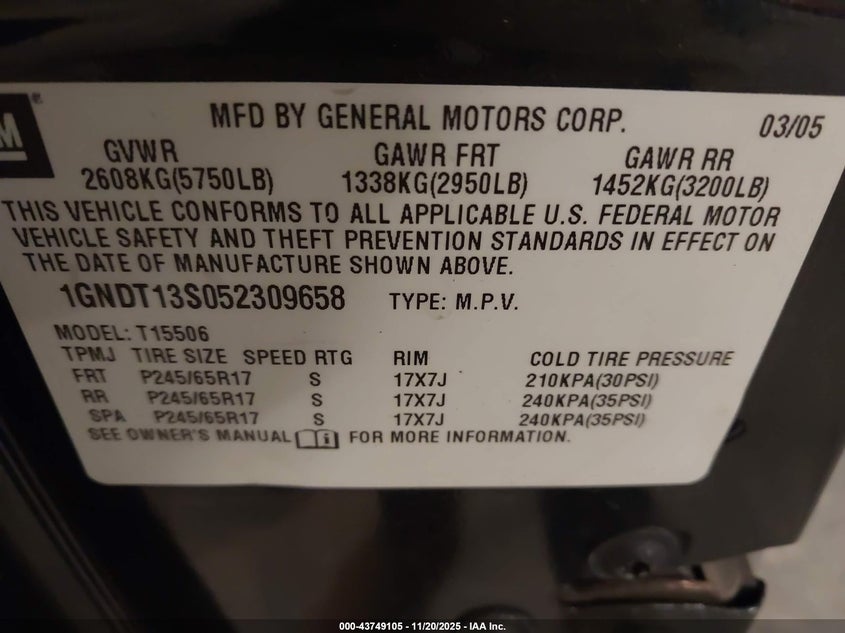 M ®
MFD BY GENERAL MOTORS CORP. 03/05
GVWR GAWR FRT GAWR RR
2608KG(5750LB) 1338KG(2950LB) 1452KG(3200LB)
THIS VEHICLE CONFORMS TO ALL APPLICABLE U.S. FEDERAL MOTOR
VEHICLE SAFETY AND THEFT PREVENTION STANDARDS IN EFFECT ON
THE DATE OF MANUFACTURE SHOWN ABOVE.
1GNDT13S052309658 TYPE: M.P.V.
MODEL: T15506
TPMJ TIRE SIZE SPEED RTG RIM COLD TIRE PRESSURE
FRT P245/65R17 S 17X7J 210KPA(30PSI)
RR P245/65R17 S 17X7J 240KPA(35PSI)
SPA P245/65R17 S 17X7J 240KPA(35PSI)
SEE OWNER'S MANUAL i FOR MORE INFORMATION.
000-43749105 - 11/20/2025 - IAA Inc.